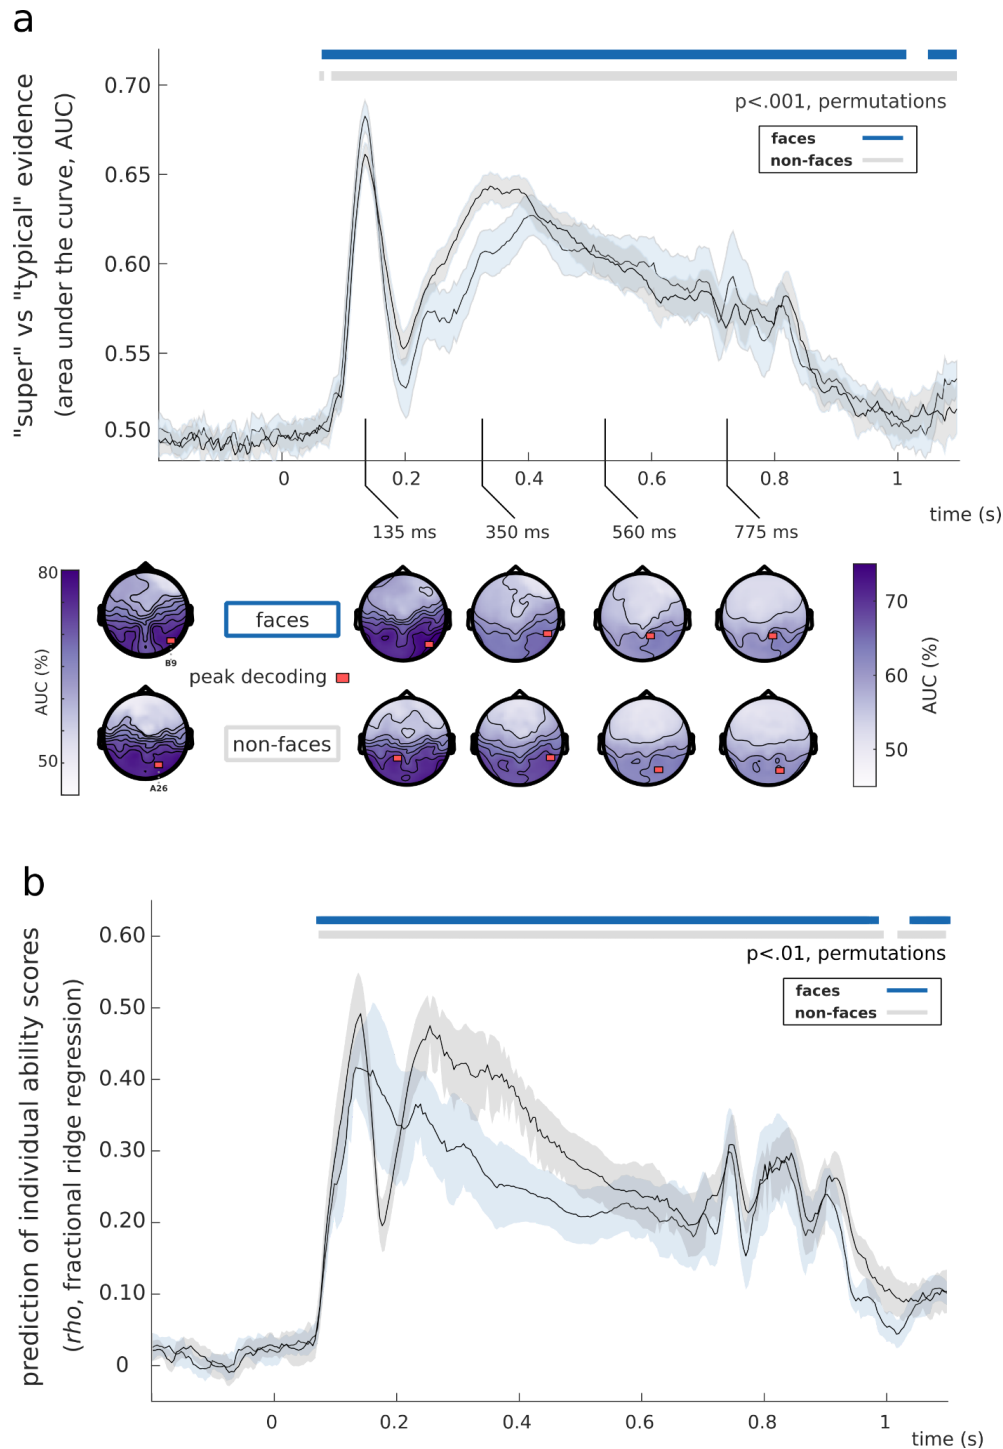 a
"super" vs "typical" evidence
(area under the curve, AUC)
0.70
0.65
0.60
0.55
0.50
p<.001, permutations
faces
non-faces
0
0.2
0.4
0.6
0.8
1
time (s)
135 ms
350 ms
560 ms
775 ms
80
AUC (%)
50
B9
faces
peak decoding
A26
non-faces
70
60
50
AUC (%)
b
prediction of individual ability scores
(rho, fractional ridge regression)
0.60
0.50
0.40
0.30
0.20
0.10
0
p<.01, permutations
faces
non-faces
0
0.2
0.4
0.6
0.8
1
time (s)